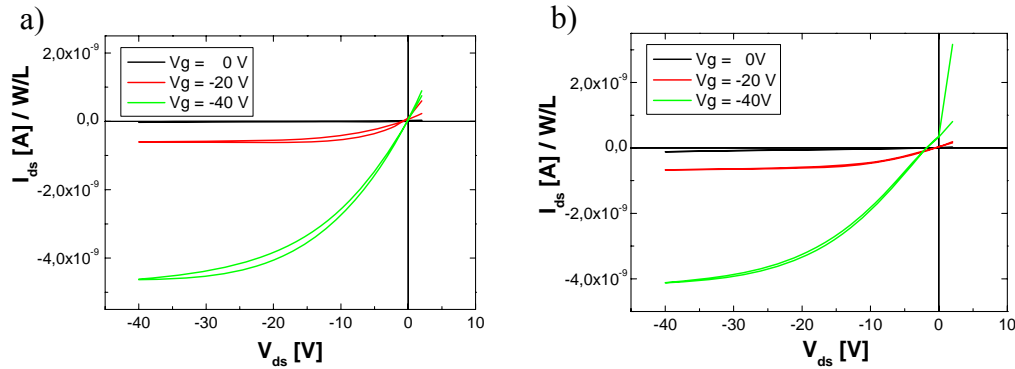 a)
2,0x10-9
0,0
-2,0x10-9
-4,0x10-9
Vg =   0 V
Vg = -20 V
Vg = -40 V
Ids [A] / W/L
-40 -30 -20 -10 0 10
Vds [V]
b)
2,0x10-9
0,0
-2,0x10-9
-4,0x10-9
Vg =   0V
Vg = -20 V
Vg = -40V
Ids [A] / W/L
-40 -30 -20 -10 0 10
Vds [V]